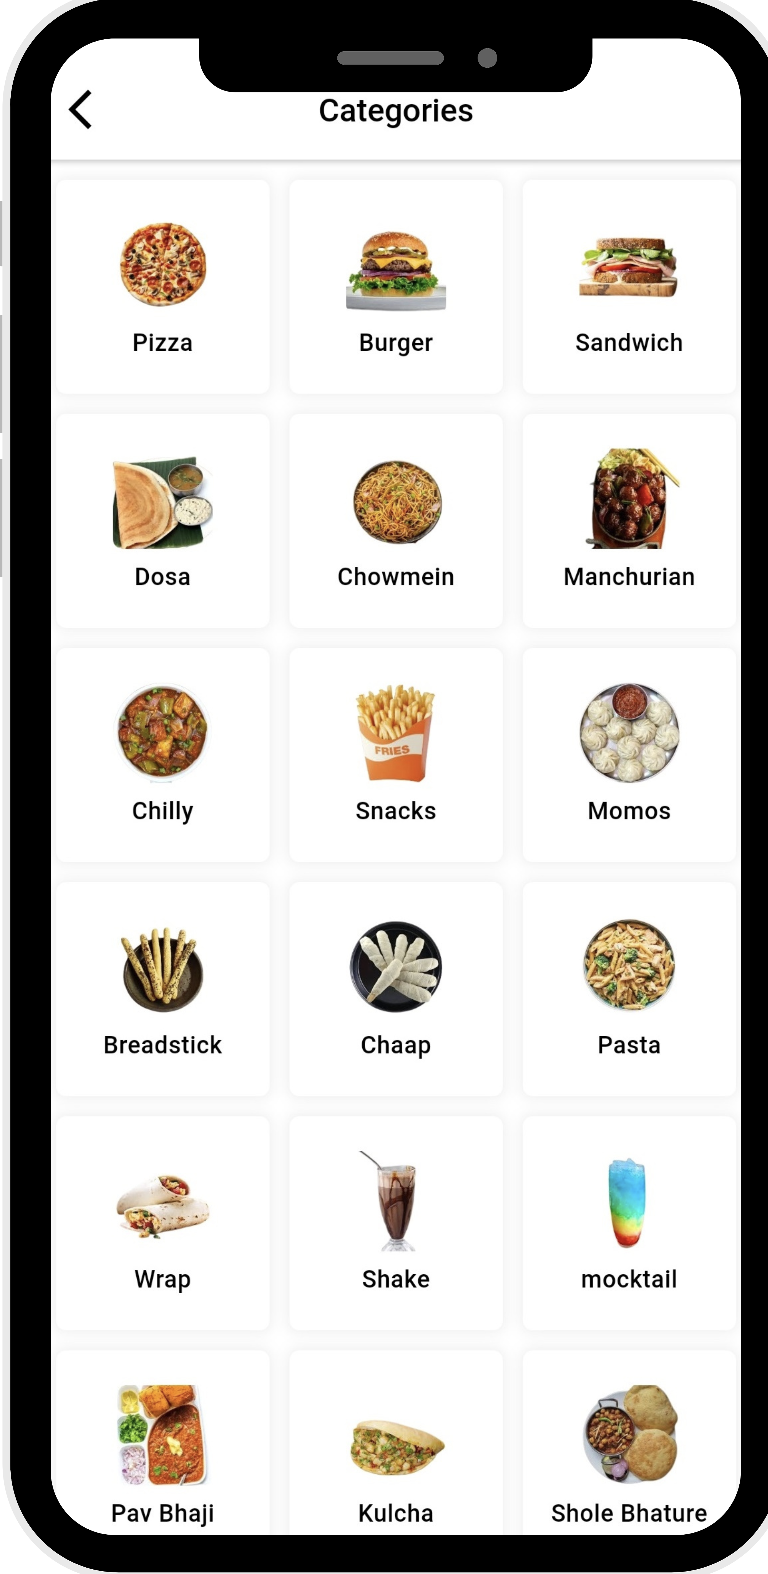 Categories
Pizza
Burger
Sandwich
Dosa
Chowmein
Manchurian
Chilly
FRIES
Snacks
Momos
Breadstick
Chaap
Pasta
Wrap
Shake
mocktail
Pav Bhaji
Kulcha
Shole Bhature